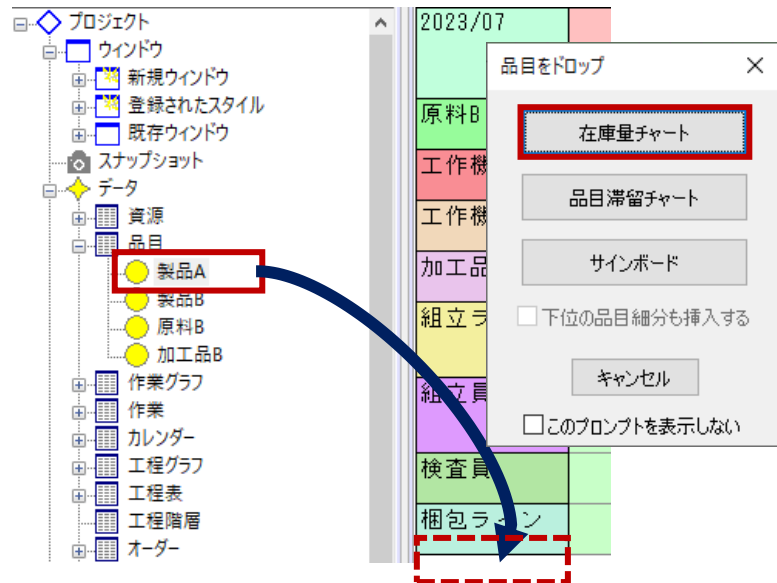 プロジェクト
ウィンドウ
新規ウィンドウ
登録されたスタイル
既存ウィンドウ
スナップショット
データ
資源
品目
製品A
製品B
原料B
加工品B
作業グラフ
作業
カレンダー
工程グラフ
工程表
工程階層
オーダー
2023/07
原料B
工作機
工作機
加工品
組立ラ
組立員
検査員
梱包ライン
品目をドロップ
在庫量チャート
品目滞留チャート
サインボード
下位の品目細分も挿入する
キャンセル
このプロンプトを表示しない